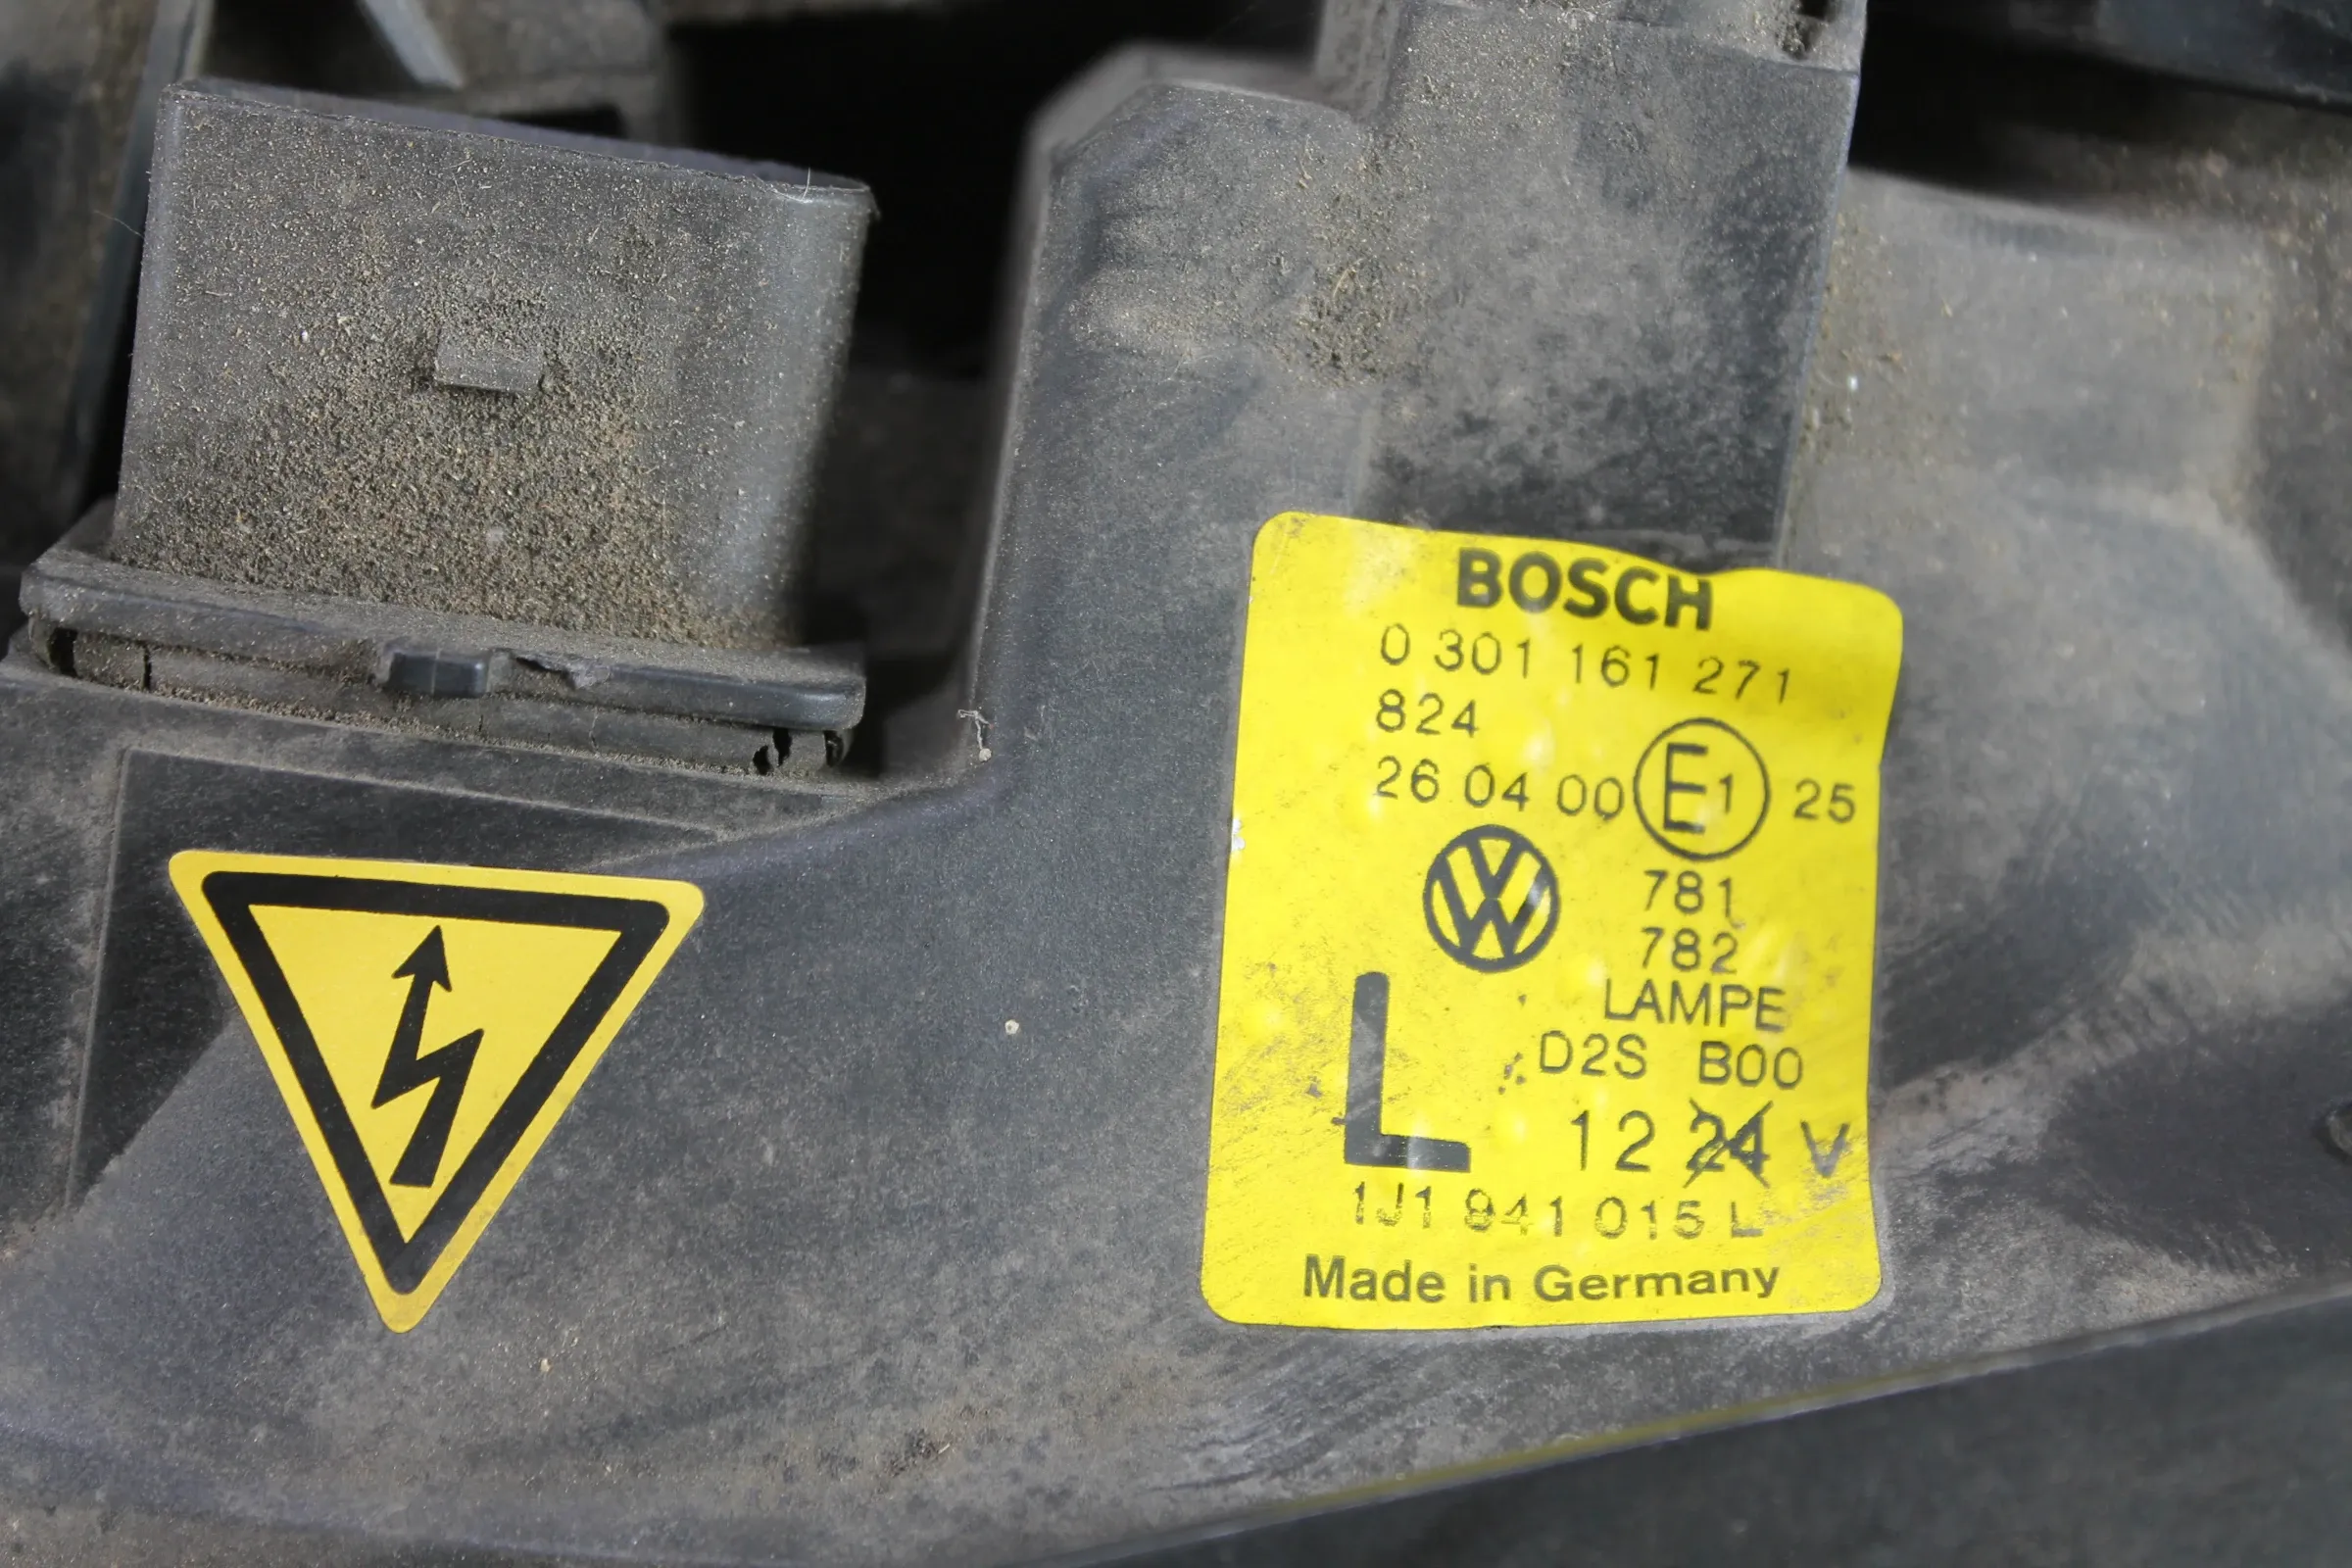 BOSCH
0 301 161 271
824
26 04 00 E1 25
781
782
LAMPE
D2S B00
L
12 24 V
1J1 941 015 L
Made in Germany